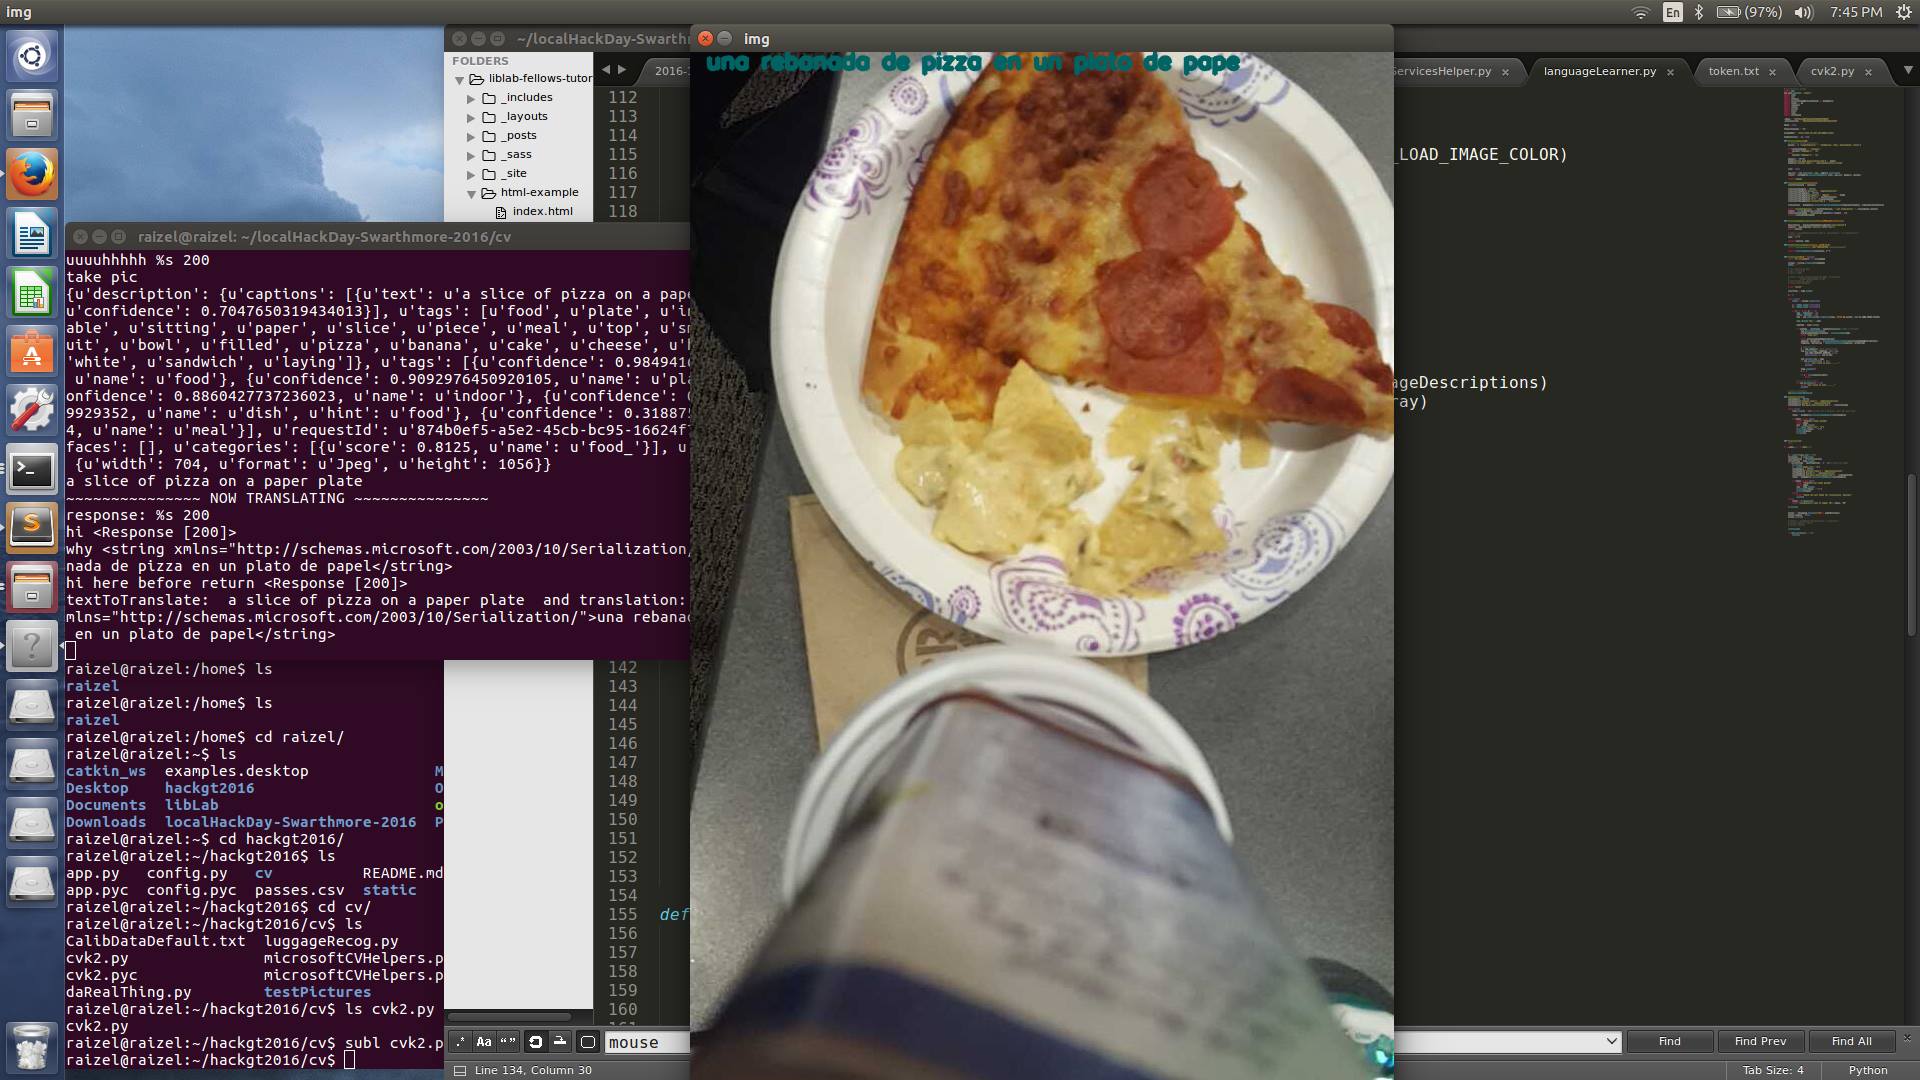 img
En
(97%)
7:45 PM
~/localHackDay-Swarthm
img
FOLDERS
liblab-fellows-tutor
_includes
_layouts
_posts
_sass
_site
html-example
index.html
2016-1
ervicesHelper.py
languageLearner.py
token.txt
cvk2.py
una rebanada de pizza en un plato de pape
112
113
114
115
116
117
118
_LOAD_IMAGE_COLOR)
ageDescriptions)
ray)
raizel@raizel: ~/localHackDay-Swarthmore-2016/cv
uuuuhhhhh %s 200
take pic
{u'description': {u'captions': [{u'text': u'a slice of pizza on a pape
u'confidence': 0.7047650319434013}], u'tags': [u'food', u'plate', u'i
able', u'sitting', u'paper', u'slice', u'piece', u'meal', u'top', u'sm
uit', u'bowl', u'filled', u'pizza', u'banana', u'cake', u'cheese', u'h
'white', u'sandwich', u'laying']}, u'tags': [{u'confidence': 0.9849416
u'name': u'food'}, {u'confidence': 0.9092976450920105, u'name': u'pla
onfidence': 0.8860427737236023, u'name': u'indoor'}, {u'confidence':
9929352, u'name': u'dish', u'hint': u'food'}, {u'confidence': 0.31887
4, u'name': u'meal'}], u'requestId': u'874b0ef5-a5e2-45cb-bc95-16624f7
faces': [], u'categories': [{u'score': 0.8125, u'name': u'food_'}], u
{u'width': 704, u'format': u'Jpeg', u'height': 1056}}
a slice of pizza on a paper plate
~~~~~~~~~~~~~~~ NOW TRANSLATING ~~~~~~~~~~~~~~~
response: %s 200
hi <Response [200]>
why <string xmlns="http://schemas.microsoft.com/2003/10/Serialization/
nada de pizza en un plato de papel</string>
hi here before return <Response [200]>
textToTranslate:  a slice of pizza on a paper plate  and translation:
mlns="http://schemas.microsoft.com/2003/10/Serialization/">una rebana
en un plato de papel</string>
raizel@raizel:/home$ ls
raizel
raizel@raizel:/home$ ls
raizel
raizel@raizel:/home$ cd raizel/
raizel@raizel:~$ ls
catkin_ws  examples.desktop  M
Desktop  hackgt2016  O
Documents  libLab  o
Downloads  localHackDay-Swarthmore-2016  P
raizel@raizel:~$ cd hackgt2016/
raizel@raizel:~/hackgt2016$ ls
app.py  config.py  cv  README.md
app.pyc  config.pyc  passes.csv  static
raizel@raizel:~/hackgt2016$ cd cv/
raizel@raizel:~/hackgt2016/cv$ ls
CalibDataDefault.txt  luggageRecog.py
cvk2.py  microsoftCVHelpers.p
cvk2.pyc  microsoftCVHelpers.p
daRealThing.py  testPictures
raizel@raizel:~/hackgt2016/cv$ ls cvk2.py
cvk2.py
raizel@raizel:~/hackgt2016/cv$ subl cvk2.p
raizel@raizel:~/hackgt2016/cv$
142
143
144
145
146
147
148
149
150
151
152
153
154
155 def
156
157
158
159
160
.* Aa “”
mouse
Find
Find Prev
Find All
Line 134, Column 30
Tab Size: 4
Python